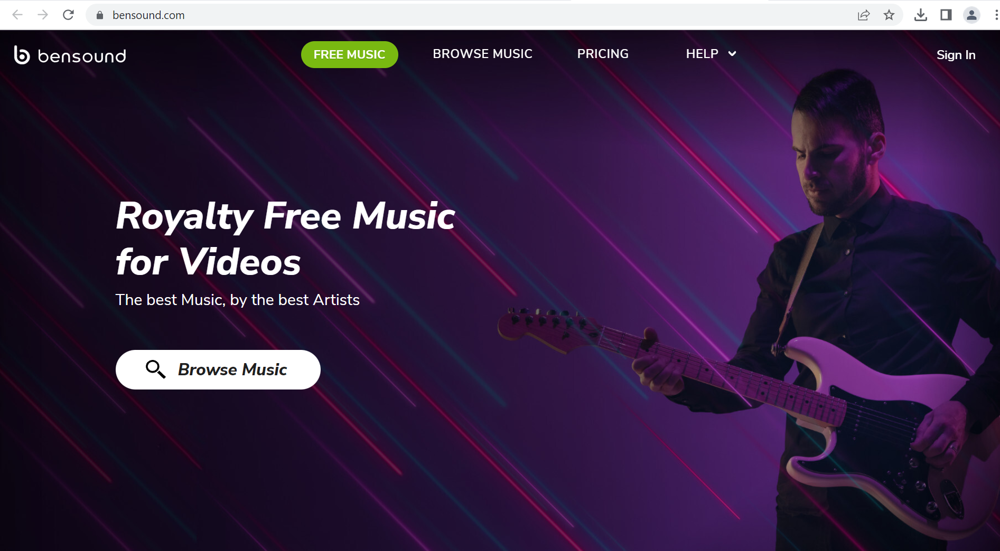 bensound.com
bensound
FREE MUSIC
BROWSE MUSIC
PRICING
HELP
Sign In
Royalty Free Music
for Videos
The best Music, by the best Artists
Browse Music